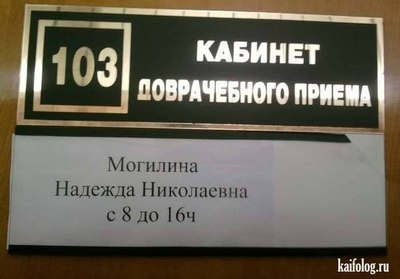 103
КАБИНЕТ
ДОВРАЧЕБНОГО ПРИЕМА
Могилина
Надежда Николаевна
с 8 до 16ч
kaifolog.ru